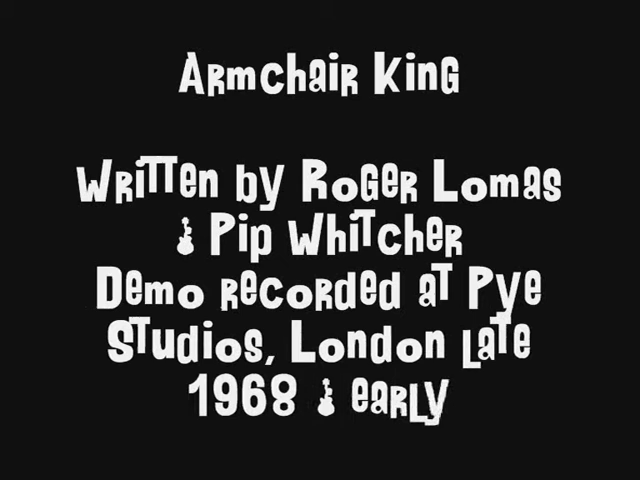 Armchair King
Written by Roger Lomas
& Pip Whitcher
Demo recorded at Pye
Studios, London late
1968 & early